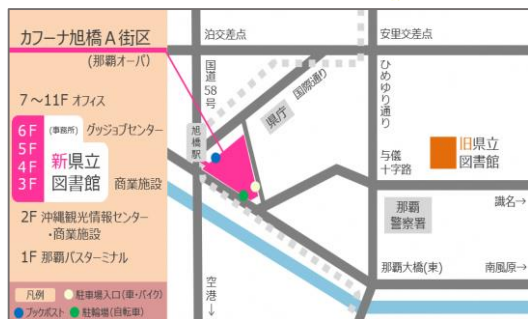 カフーナ旭橋A街区
(那覇オーパ)
7～11F オフィス
6F (事務所) グッジョブセンター
5F
4F 新県立
3F 図書館 商業施設
2F 沖縄観光情報センター
・商業施設
1F 那覇バスターミナル
凡例
駐車場入口(車・バイク)
ブックポスト
駐輪場(自転車)
泊交差点
安里交差点
国道58号
国際通り
県庁
ひめゆり通り
旭橋駅
旧県立
図書館
与儀
十字路
識名→
那覇
警察署
那覇大橋(東)
南風原→
空港→